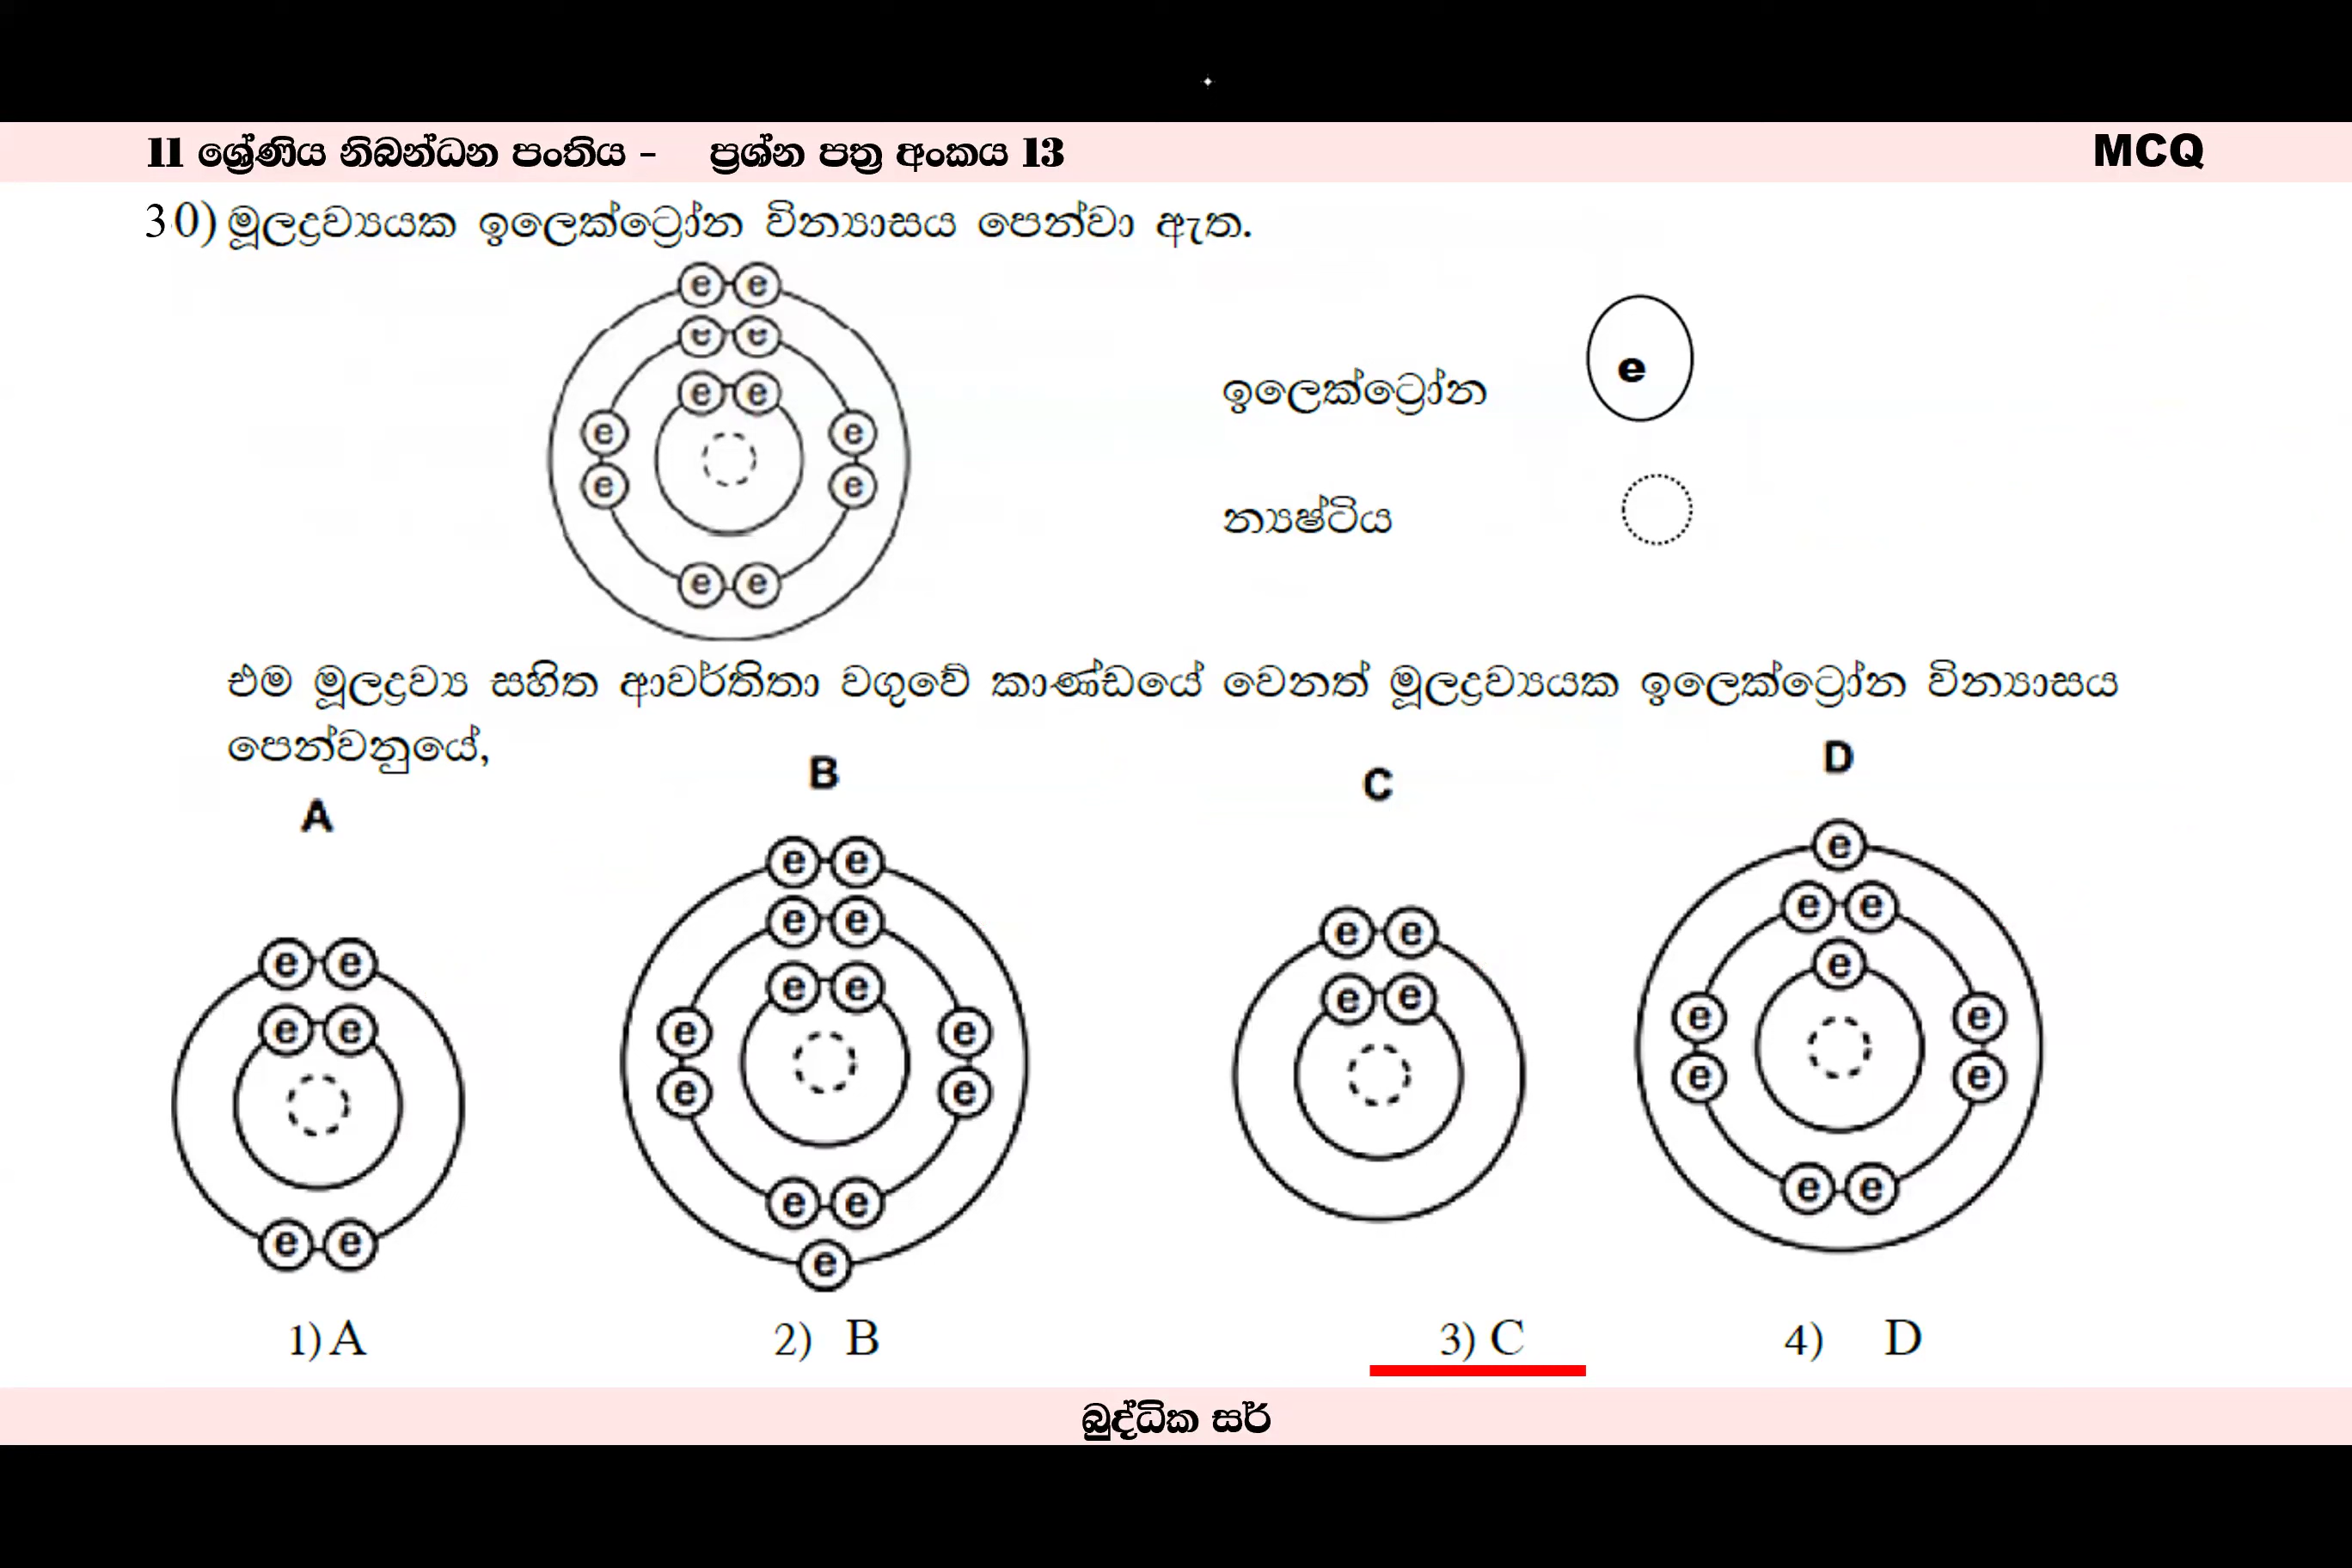 11 ශ්‍රේණිය නිබන්ධන පංතිය - ප්‍රශ්න පත්‍ර අංකය 13 MCQ
30) මූලද්‍රව්‍යයක ඉලෙක්ට්‍රෝන වින්‍යාසය පෙන්වා ඇත.
e e
e e
e e
e e
e e
e e
ඉලෙක්ට්‍රෝන e
න්‍යෂ්ටිය
එම මූලද්‍රව්‍ය සහිත ආවර්තිතා වගුවේ කාණ්ඩයේ වෙනත් මූලද්‍රව්‍යයක ඉලෙක්ට්‍රෝන වින්‍යාසය
පෙන්වනුයේ,
A
e e
e e
e e
B
e e
e e
e e
e e
e e
e e
e
C
e e
e e
D
e
e e
e
e e
e e
e e
1) A 2) B 3) C 4) D
බුද්ධික සර්